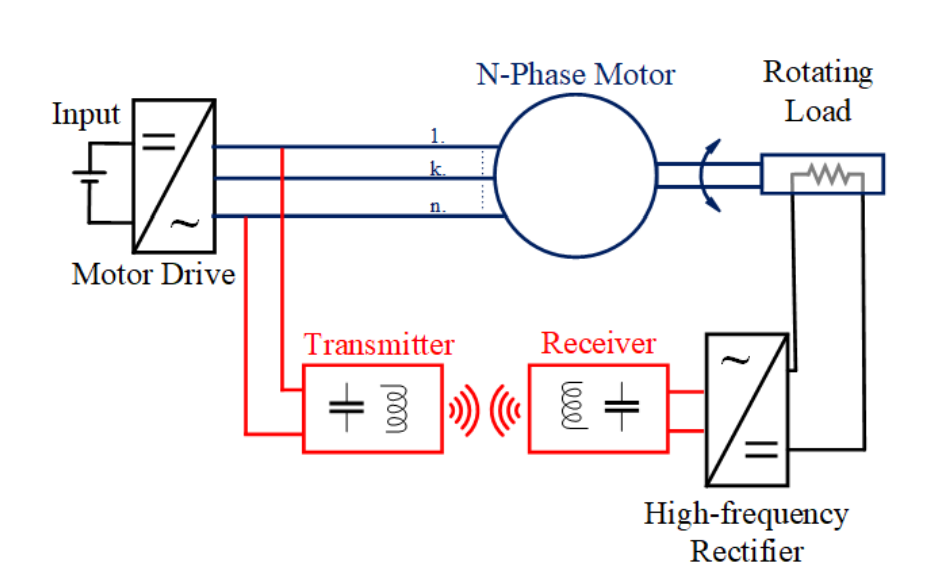 N-Phase Motor
Rotating
Load
Input
1.
k.
n.
Motor Drive
Transmitter
Receiver
High-frequency
Rectifier